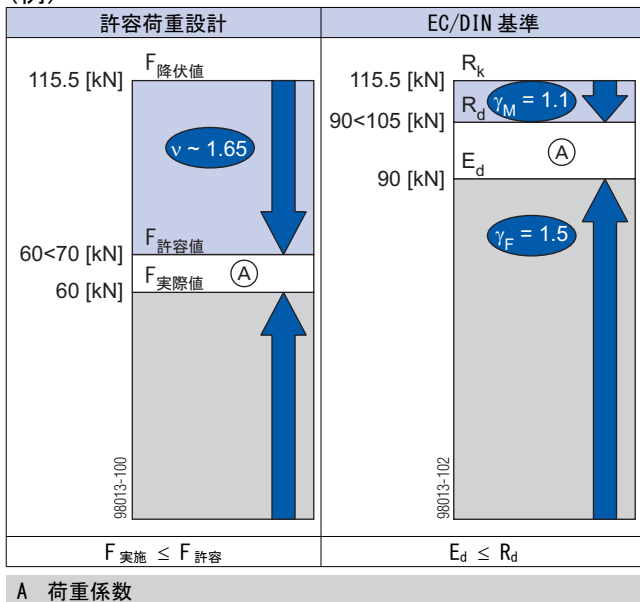 (例)
許容荷重設計
EC/DIN 基準
115.5 [kN]
F降伏値
ν ~ 1.65
F許容値
60<70 [kN]
F実際値
A
60 [kN]
98013-100
115.5 [kN]
Rk
Rd
γM = 1.1
90<105 [kN]
Ed
A
90 [kN]
γF = 1.5
98013-102
F 実施 ≤ F 許容
Ed ≤ Rd
A 荷重係数